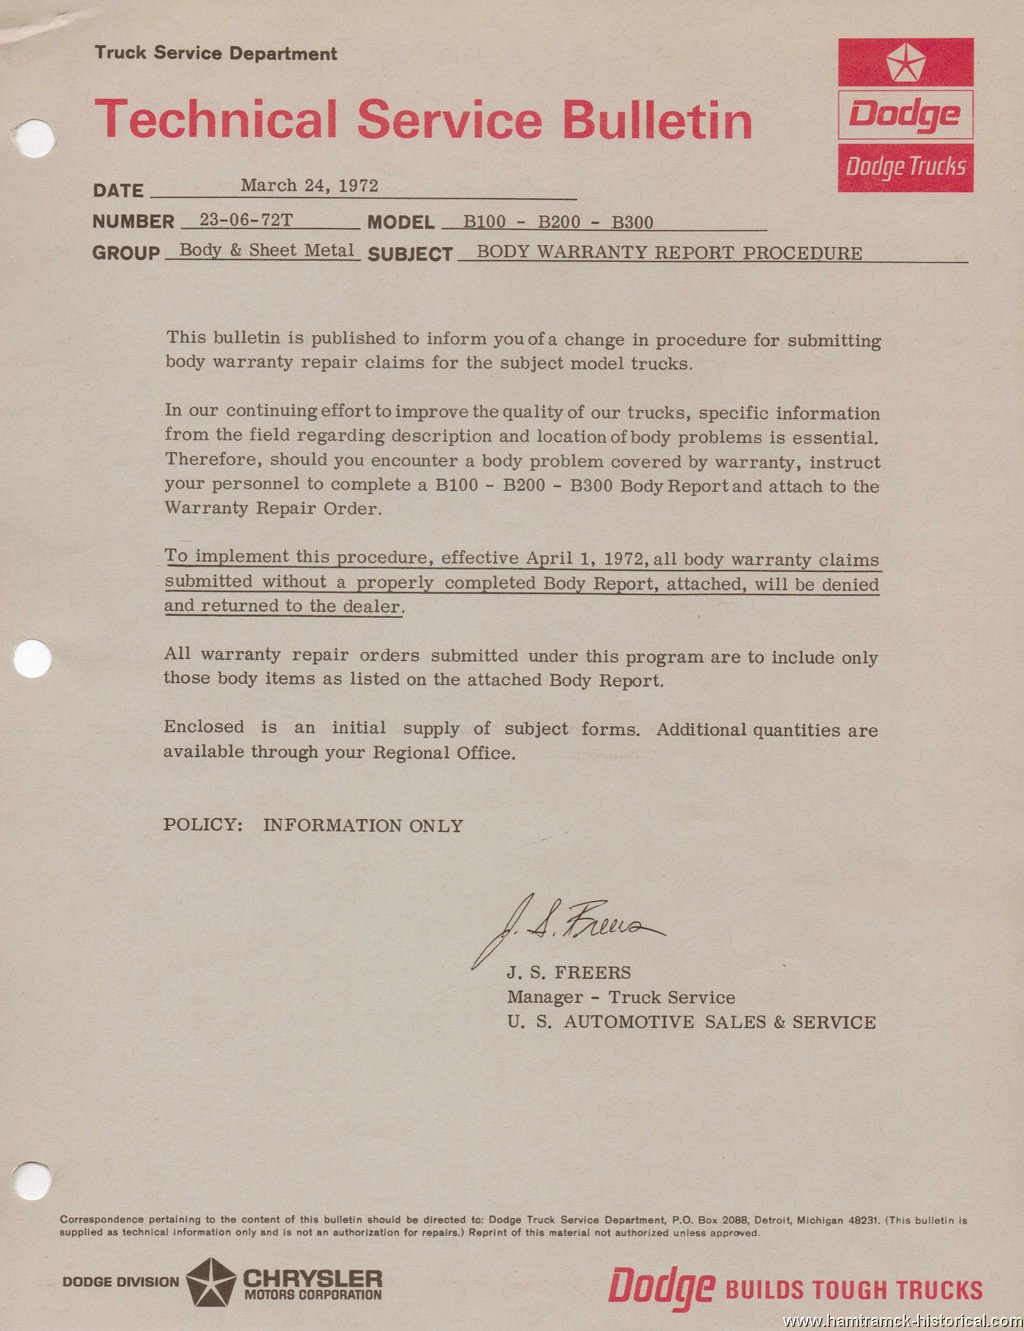 Truck Service Department
Technical Service Bulletin
Dodge
Dodge Trucks
DATE March 24, 1972
NUMBER 23-06-72T MODEL B100 - B200 - B300
GROUP Body & Sheet Metal SUBJECT BODY WARRANTY REPORT PROCEDURE
This bulletin is published to inform you of a change in procedure for submitting
body warranty repair claims for the subject model trucks.
In our continuing effort to improve the quality of our trucks, specific information
from the field regarding description and location of body problems is essential.
Therefore, should you encounter a body problem covered by warranty, instruct
your personnel to complete a B100 - B200 - B300 Body Report and attach to the
Warranty Repair Order.
To implement this procedure, effective April 1, 1972, all body warranty claims
submitted without a properly completed Body Report, attached, will be denied
and returned to the dealer.
All warranty repair orders submitted under this program are to include only
those body items as listed on the attached Body Report.
Enclosed is an initial supply of subject forms. Additional quantities are
available through your Regional Office.
POLICY: INFORMATION ONLY
J. S. Freers
J. S. FREERS
Manager - Truck Service
U. S. AUTOMOTIVE SALES & SERVICE
Correspondence pertaining to the content of this bulletin should be directed to: Dodge Truck Service Department, P.O. Box 2088, Detroit, Michigan 48231. (This bulletin is
supplied as technical information only and is not an authorization for repairs.) Reprint of this material not authorized unless approved.
DODGE DIVISION CHRYSLER
MOTORS CORPORATION
Dodge BUILDS TOUGH TRUCKS
www.hamtramck-historical.com